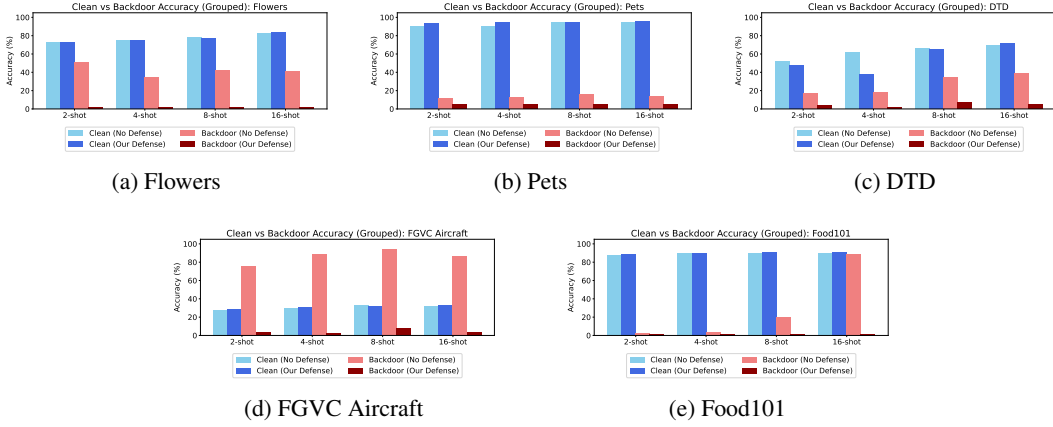 Clean vs Backdoor Accuracy (Grouped): Flowers
Accuracy (%)
100
80
60
40
20
0
2-shot 4-shot 8-shot 16-shot
Clean (No Defense) Backdoor (No Defense)
Clean (Our Defense) Backdoor (Our Defense)
(a) Flowers
Clean vs Backdoor Accuracy (Grouped): Pets
Accuracy (%)
100
80
60
40
20
0
2-shot 4-shot 8-shot 16-shot
Clean (No Defense) Backdoor (No Defense)
Clean (Our Defense) Backdoor (Our Defense)
(b) Pets
Clean vs Backdoor Accuracy (Grouped): DTD
Accuracy (%)
100
80
60
40
20
0
2-shot 4-shot 8-shot 16-shot
Clean (No Defense) Backdoor (No Defense)
Clean (Our Defense) Backdoor (Our Defense)
(c) DTD
Clean vs Backdoor Accuracy (Grouped): FGVC Aircraft
Accuracy (%)
100
80
60
40
20
0
2-shot 4-shot 8-shot 16-shot
Clean (No Defense) Backdoor (No Defense)
Clean (Our Defense) Backdoor (Our Defense)
(d) FGVC Aircraft
Clean vs Backdoor Accuracy (Grouped): Food101
Accuracy (%)
100
80
60
40
20
0
2-shot 4-shot 8-shot 16-shot
Clean (No Defense) Backdoor (No Defense)
Clean (Our Defense) Backdoor (Our Defense)
(e) Food101